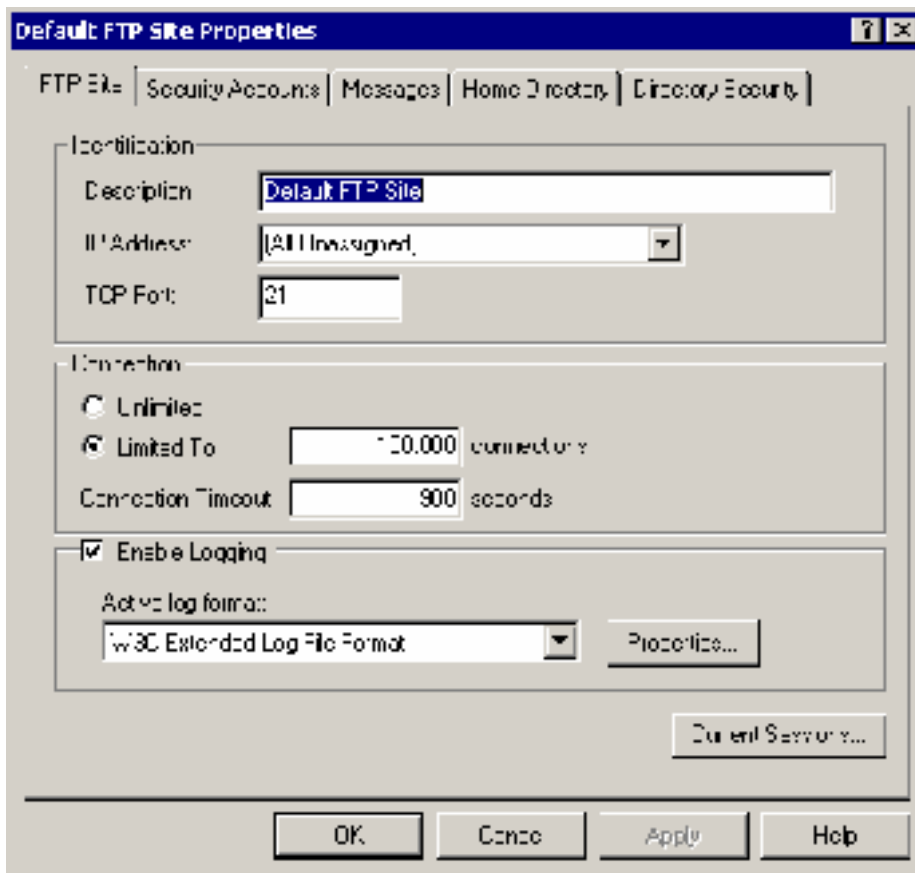 Default FTP Site Properties
FTP Site Security Accounts Messages Home Directory Directory Security
Identification
Description Default FTP Site
IP Address: (All Unassigned)
TCP Port: 21
Connection
Unlimited
Limited To 100,000 connections
Connection Timeout 900 seconds
Enable Logging
Active log format:
W3C Extended Log File Format Properties...
Current Sessions...
OK Cancel Apply Help